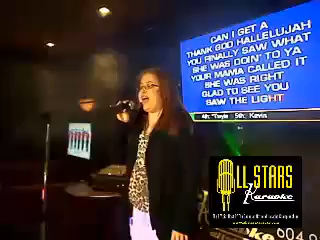 CAN I GET A
THANK GOD HALLELUJAH
YOU FINALLY SAW WHAT
SHE WAS DOIN' TO YA
YOUR MAMA CALLED IT
SHE WAS RIGHT
GLAD TO SEE YOU
SAW THE LIGHT
4th: "Twyla 5th: Kevin
ALL STARS
Karaoke
604